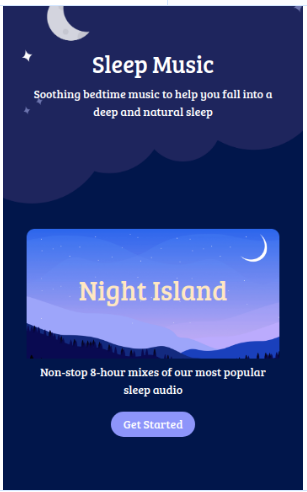 Sleep Music
Soothing bedtime music to help you fall into a
deep and natural sleep
Night Island
Non-stop 8-hour mixes of our most popular
sleep audio
Get Started